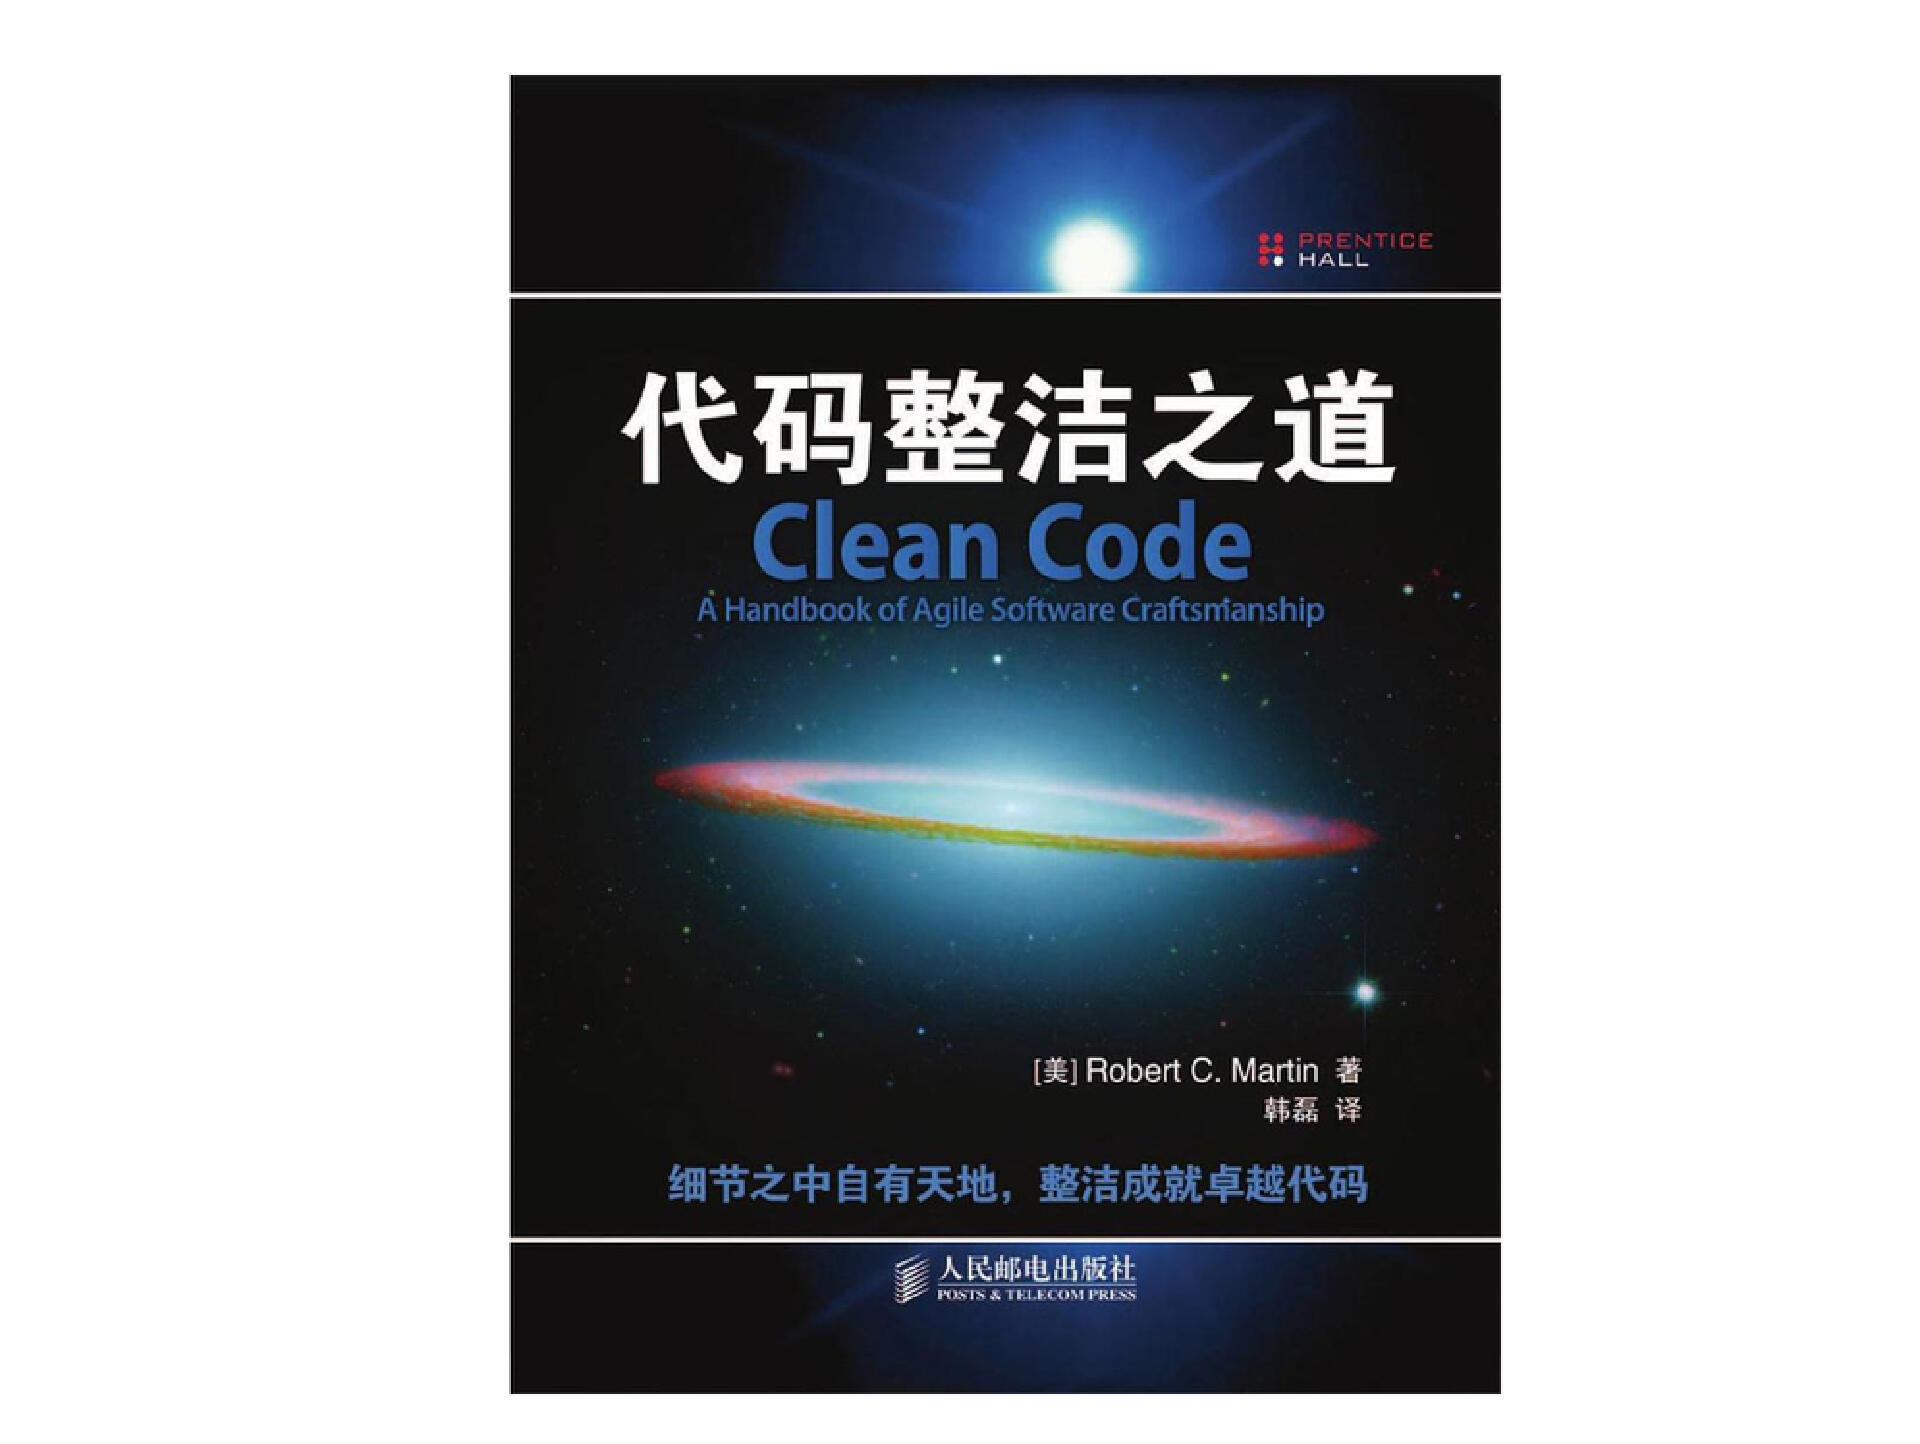 PRENTICE
HALL
代码整洁之道
Clean Code
A Handbook of Agile Software Craftsmanship
[美] Robert C. Martin 著
韩磊 译
细节之中自有天地，整洁成就卓越代码
人民邮电出版社
POSTS & TELECOM PRESS